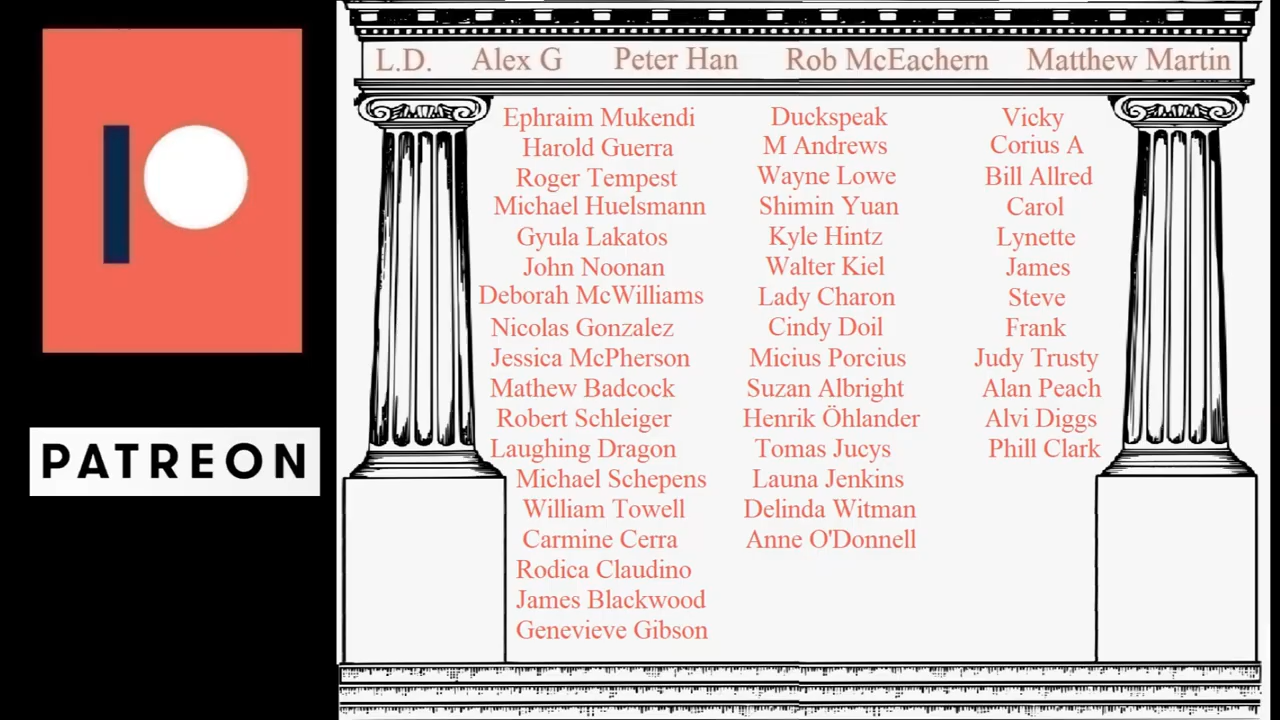 PATREON
L.D. Alex G Peter Han Rob McEachern Matthew Martin
Ephraim Mukendi
Harold Guerra
Roger Tempest
Michael Huelsmann
Gyula Lakatos
John Noonan
Deborah McWilliams
Nicolas Gonzalez
Jessica McPherson
Mathew Badcock
Robert Schleiger
Laughing Dragon
Michael Schepens
William Towell
Carmine Cerra
Rodica Claudino
James Blackwood
Genevieve Gibson
Duckspeak
M Andrews
Wayne Lowe
Shimin Yuan
Kyle Hintz
Walter Kiel
Lady Charon
Cindy Doil
Micius Porcius
Suzan Albright
Henrik Öhlander
Tomas Jucys
Launa Jenkins
Delinda Witman
Anne O'Donnell
Vicky
Corius A
Bill Allred
Carol
Lynette
James
Steve
Frank
Judy Trusty
Alan Peach
Alvi Diggs
Phill Clark